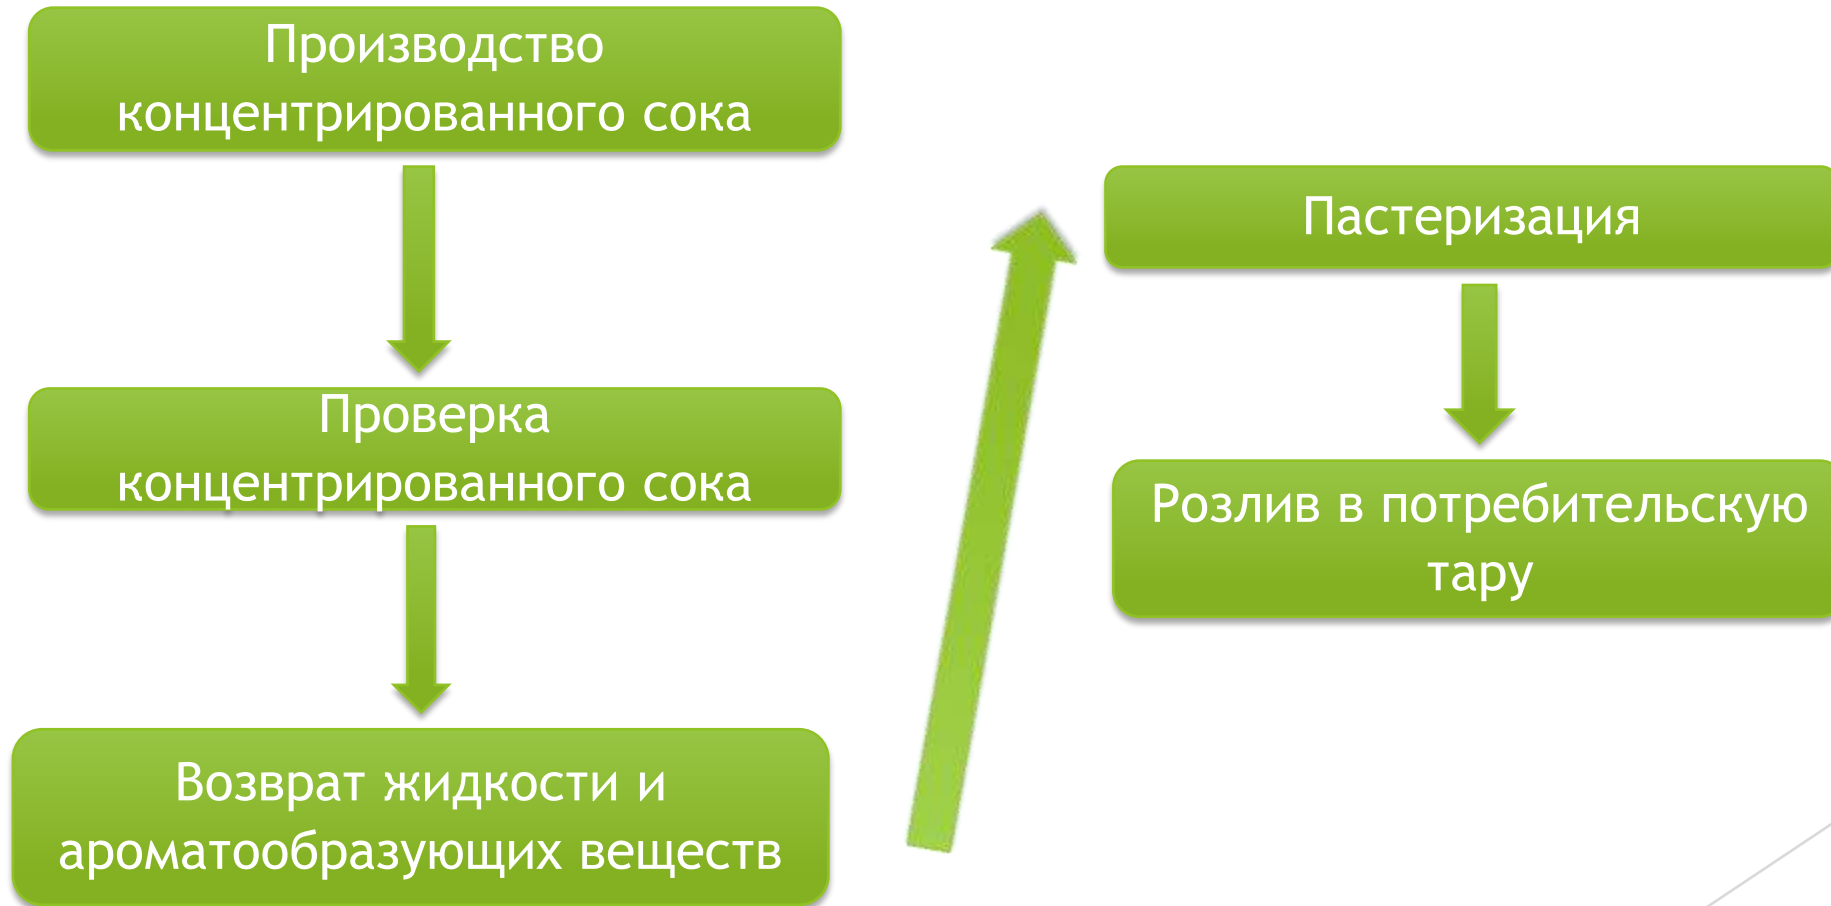 Производство
концентрированного сока
Проверка
концентрированного сока
Возврат жидкости и
ароматообразующих веществ
Пастеризация
Розлив в потребительскую
тару